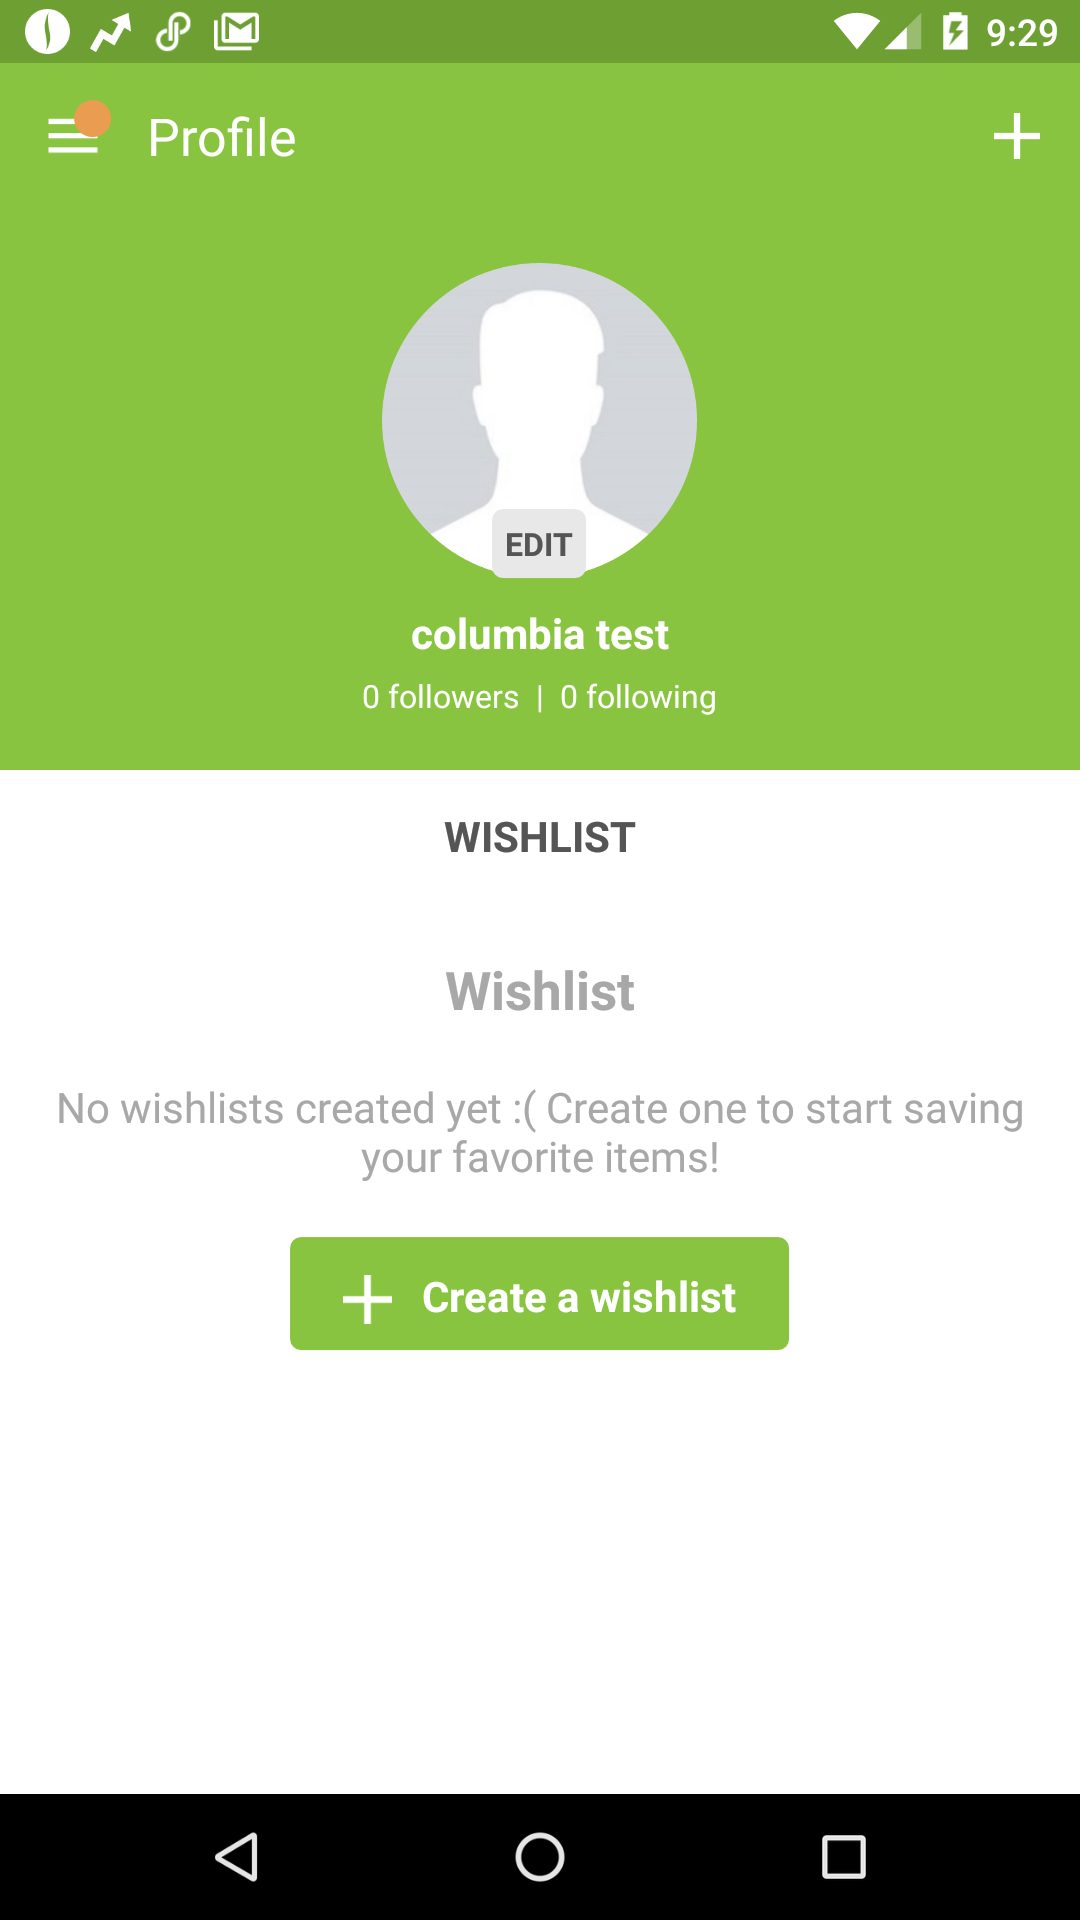 9:29
Profile
EDIT
columbia test
0 followers | 0 following
WISHLIST
Wishlist
No wishlists created yet :( Create one to start saving
your favorite items!
Create a wishlist